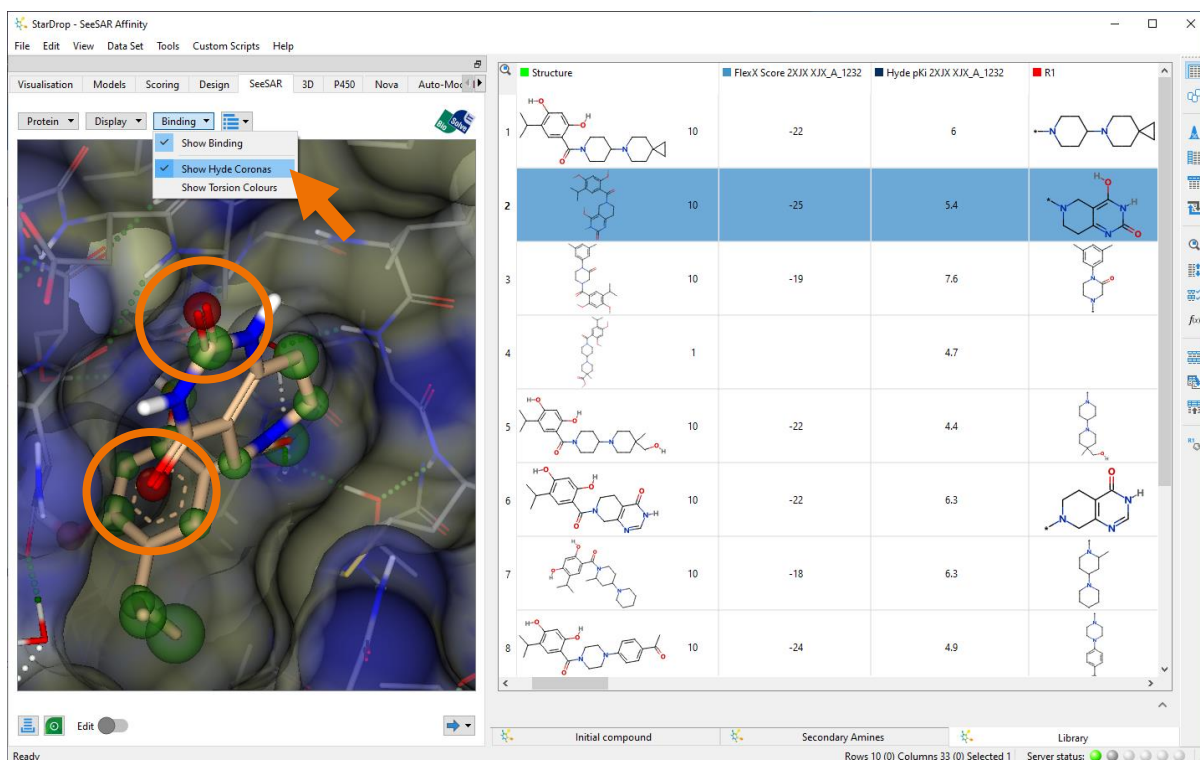 StarDrop - SeeSAR Affinity
File Edit View Data Set Tools Custom Scripts Help
Visualisation Models Scoring Design SeeSAR 3D P450 Nova Auto-Mod
Protein Display Binding
Bio Solve
Show Binding
Show Hyde Coronas
Show Torsion Colours
Structure FlexX Score 2XJX XJX_A_1232 Hyde pKi 2XJX XJX_A_1232 R1
1 10 -22 6
2 10 -25 5.4
3 10 -19 7.6
4 1 4.7
5 10 -22 4.4
6 10 -22 6.3
7 10 -18 6.3
8 10 -24 4.9
Edit
Initial compound Secondary Amines Library
Ready Rows 10 (0) Columns 33 (0) Selected 1 Server status: